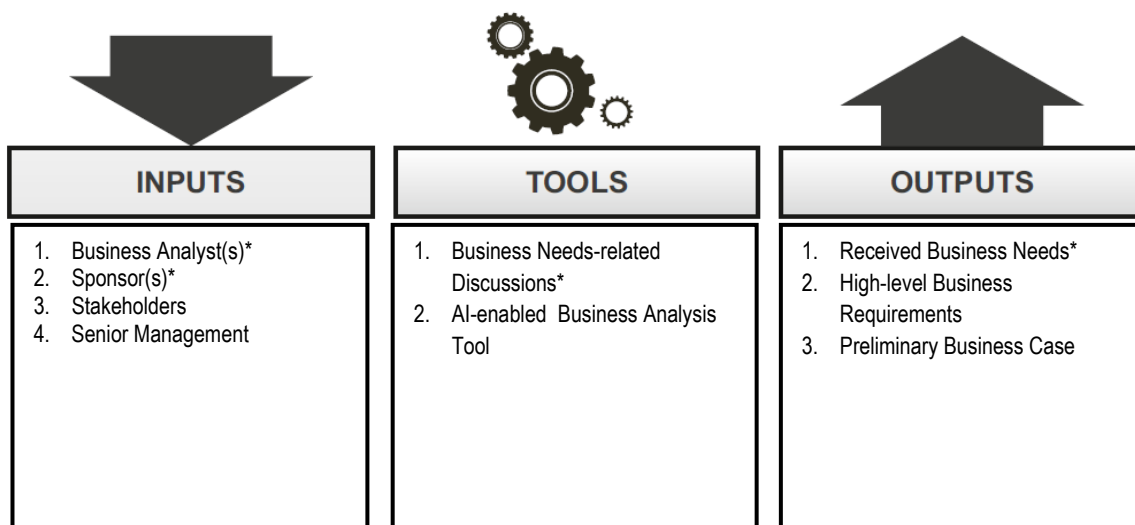 INPUTS
1. Business Analyst(s)*
2. Sponsor(s)*
3. Stakeholders
4. Senior Management
TOOLS
1. Business Needs-related
Discussions*
2. AI-enabled Business Analysis
Tool
OUTPUTS
1. Received Business Needs*
2. High-level Business
Requirements
3. Preliminary Business Case